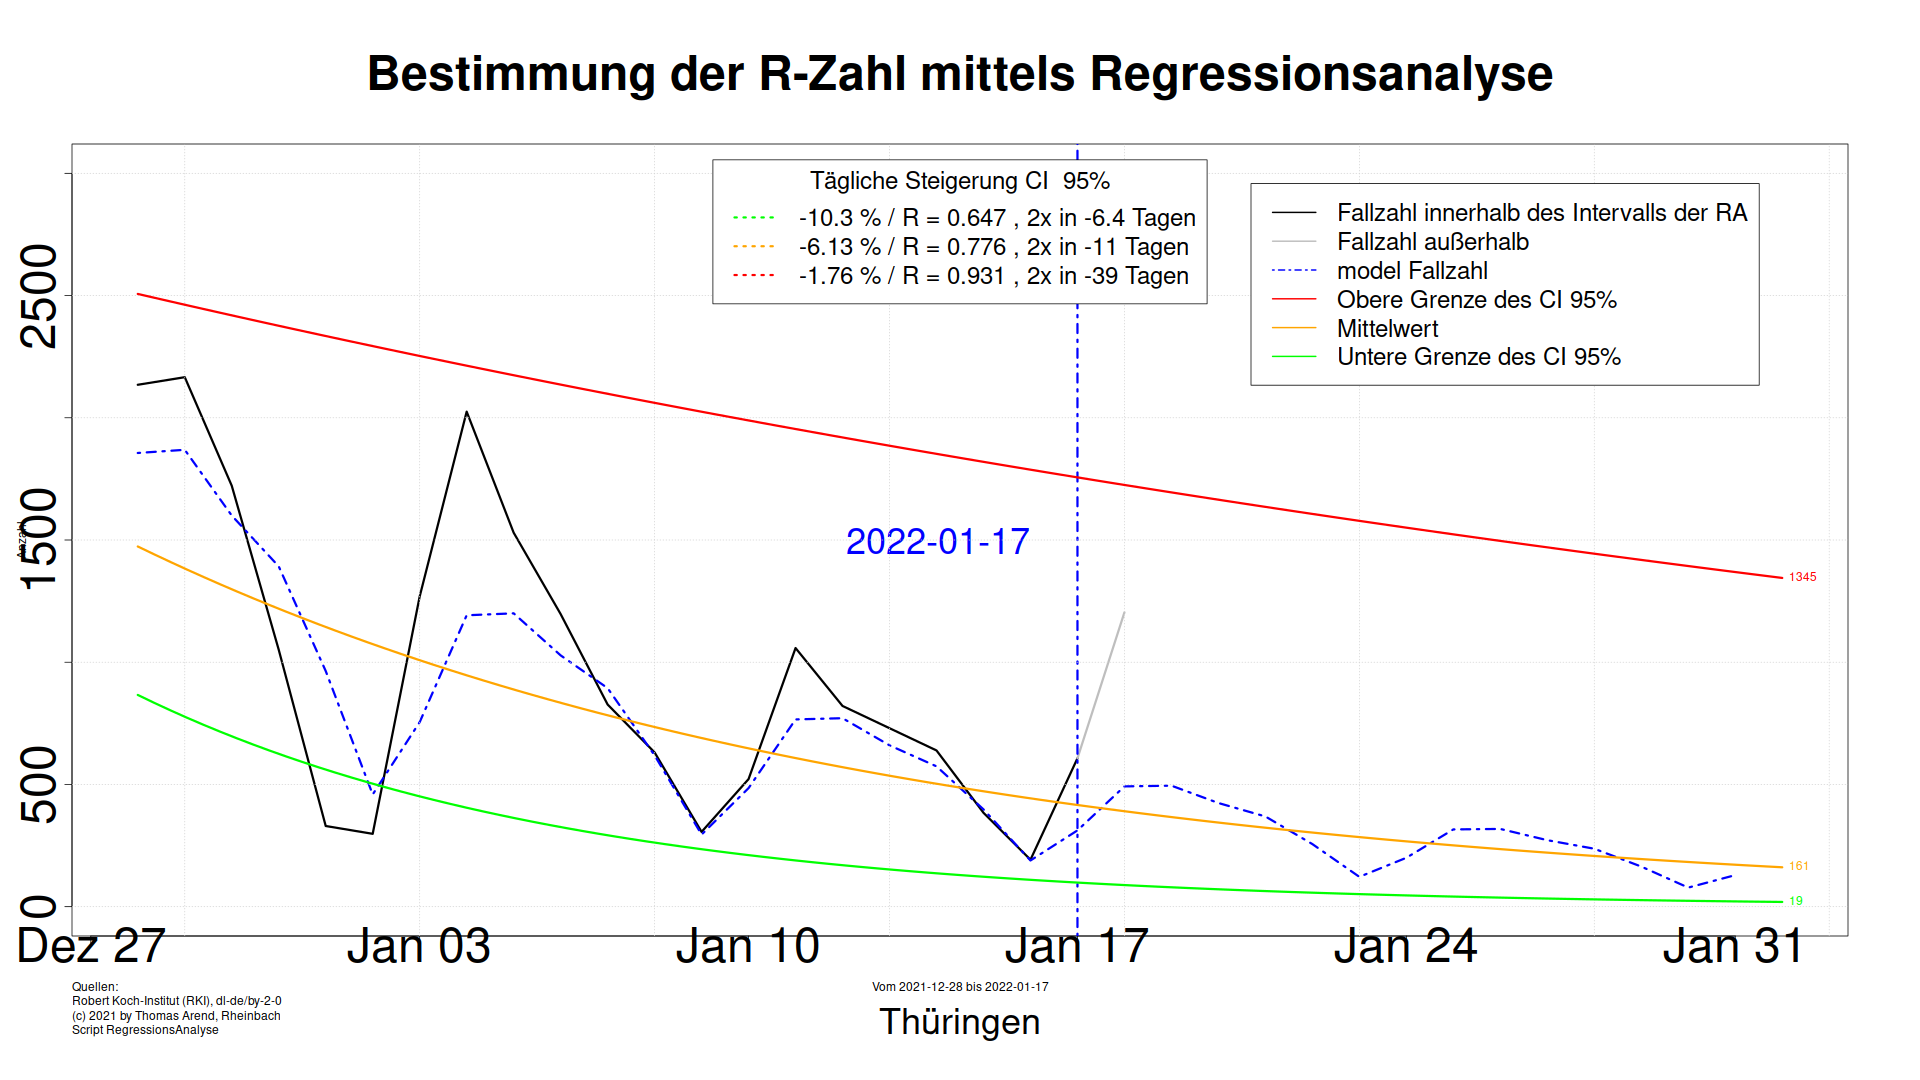 Bestimmung der R-Zahl mittels Regressionsanalyse
Tägliche Steigerung CI 95%
-10.3 % / R = 0.647 , 2x in -6.4 Tagen
-6.13 % / R = 0.776 , 2x in -11 Tagen
-1.76 % / R = 0.931 , 2x in -39 Tagen
Fallzahl innerhalb des Intervalls der RA
Fallzahl außerhalb
model Fallzahl
Obere Grenze des CI 95%
Mittelwert
Untere Grenze des CI 95%
2500
1500
500
0
Anzahl
2022-01-17
1345
161
19
Dez 27 Jan 03 Jan 10 Jan 17 Jan 24 Jan 31
Quellen:
Robert Koch-Institut (RKI), dl-de/by-2-0
(c) 2021 by Thomas Arend, Rheinbach
Script RegressionsAnalyse
Vom 2021-12-28 bis 2022-01-17
Thüringen